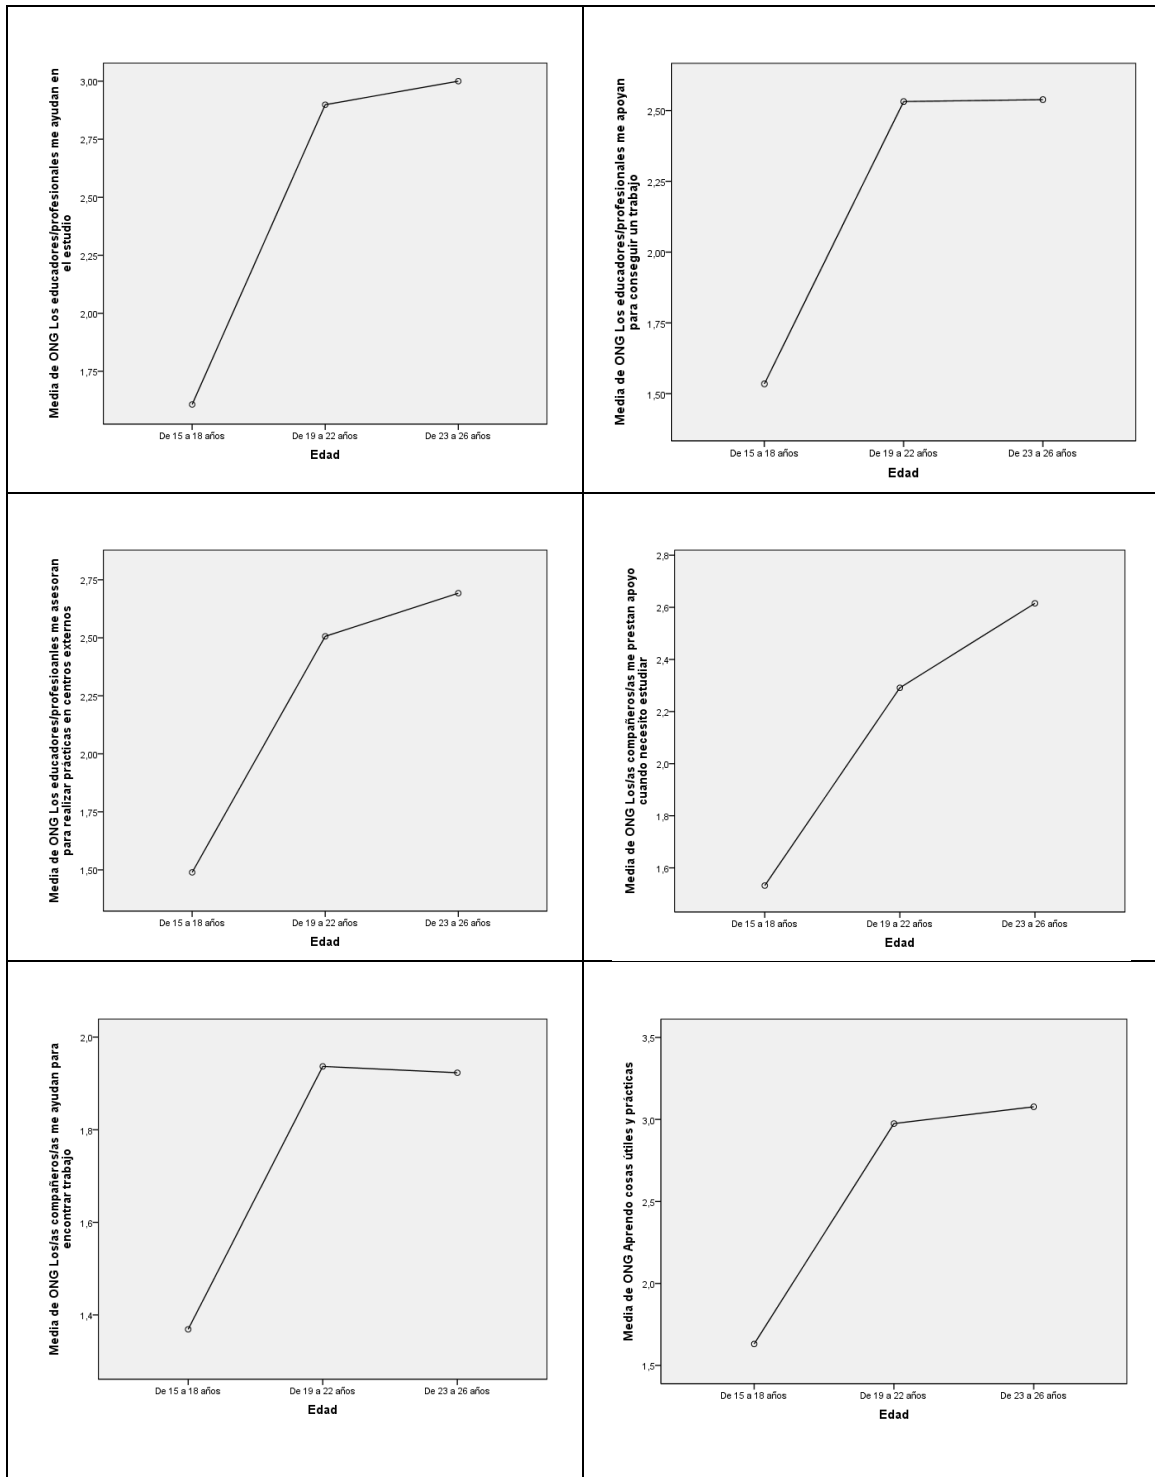 Media de ONG Los educadores/profesionales me ayudan en
el estudio
3,00
2,75
2,50
2,25
2,00
1,75
De 15 a 18 años
De 19 a 22 años
De 23 a 26 años
Edad
Media de ONG Los educadores/profesionales me apoyan
para conseguir un trabajo
2,50
2,25
2,00
1,75
1,50
De 15 a 18 años
De 19 a 22 años
De 23 a 26 años
Edad
Media de ONG Los educadores/profesioanles me asesoran
para realizar prácticas en centros externos
2,75
2,50
2,25
2,00
1,75
1,50
De 15 a 18 años
De 19 a 22 años
De 23 a 26 años
Edad
Media de ONG Los/as compañeros/as me prestan apoyo
cuando necesito estudiar
2,8
2,6
2,4
2,2
2,0
1,8
1,6
De 15 a 18 años
De 19 a 22 años
De 23 a 26 años
Edad
Media de ONG Los/as compañeros/as me ayudan para
encontrar trabajo
2,0
1,8
1,6
1,4
De 15 a 18 años
De 19 a 22 años
De 23 a 26 años
Edad
Media de ONG Aprendo cosas útiles y prácticas
3,5
3,0
2,5
2,0
1,5
De 15 a 18 años
De 19 a 22 años
De 23 a 26 años
Edad